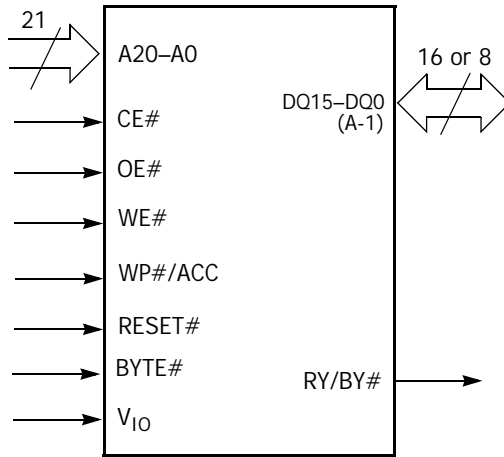 21
A20–A0
16 or 8
DQ15–DQ0
(A-1)
CE#
OE#
WE#
WP#/ACC
RESET#
BYTE#
RY/BY#
VIO